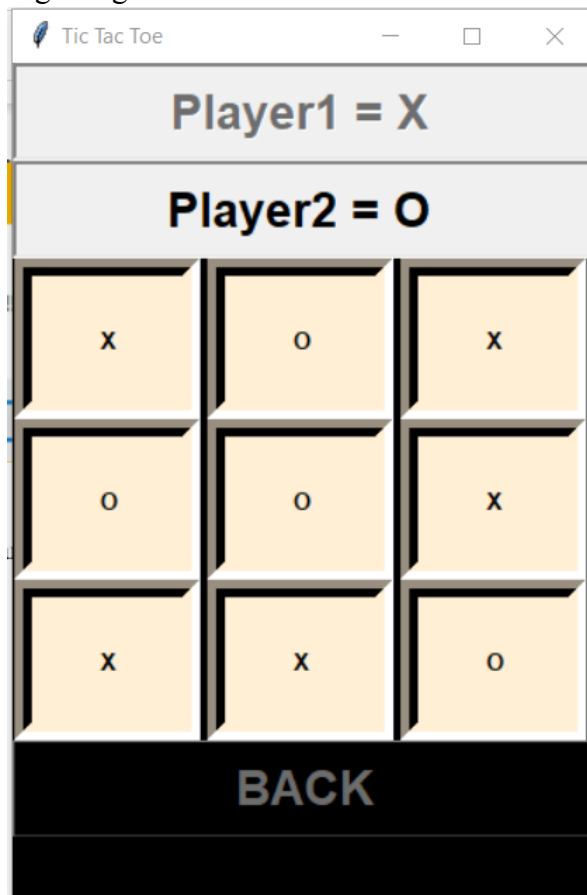 Tic Tac Toe
Player1 = X
Player2 = O
X O X
O O X
X X O
BACK